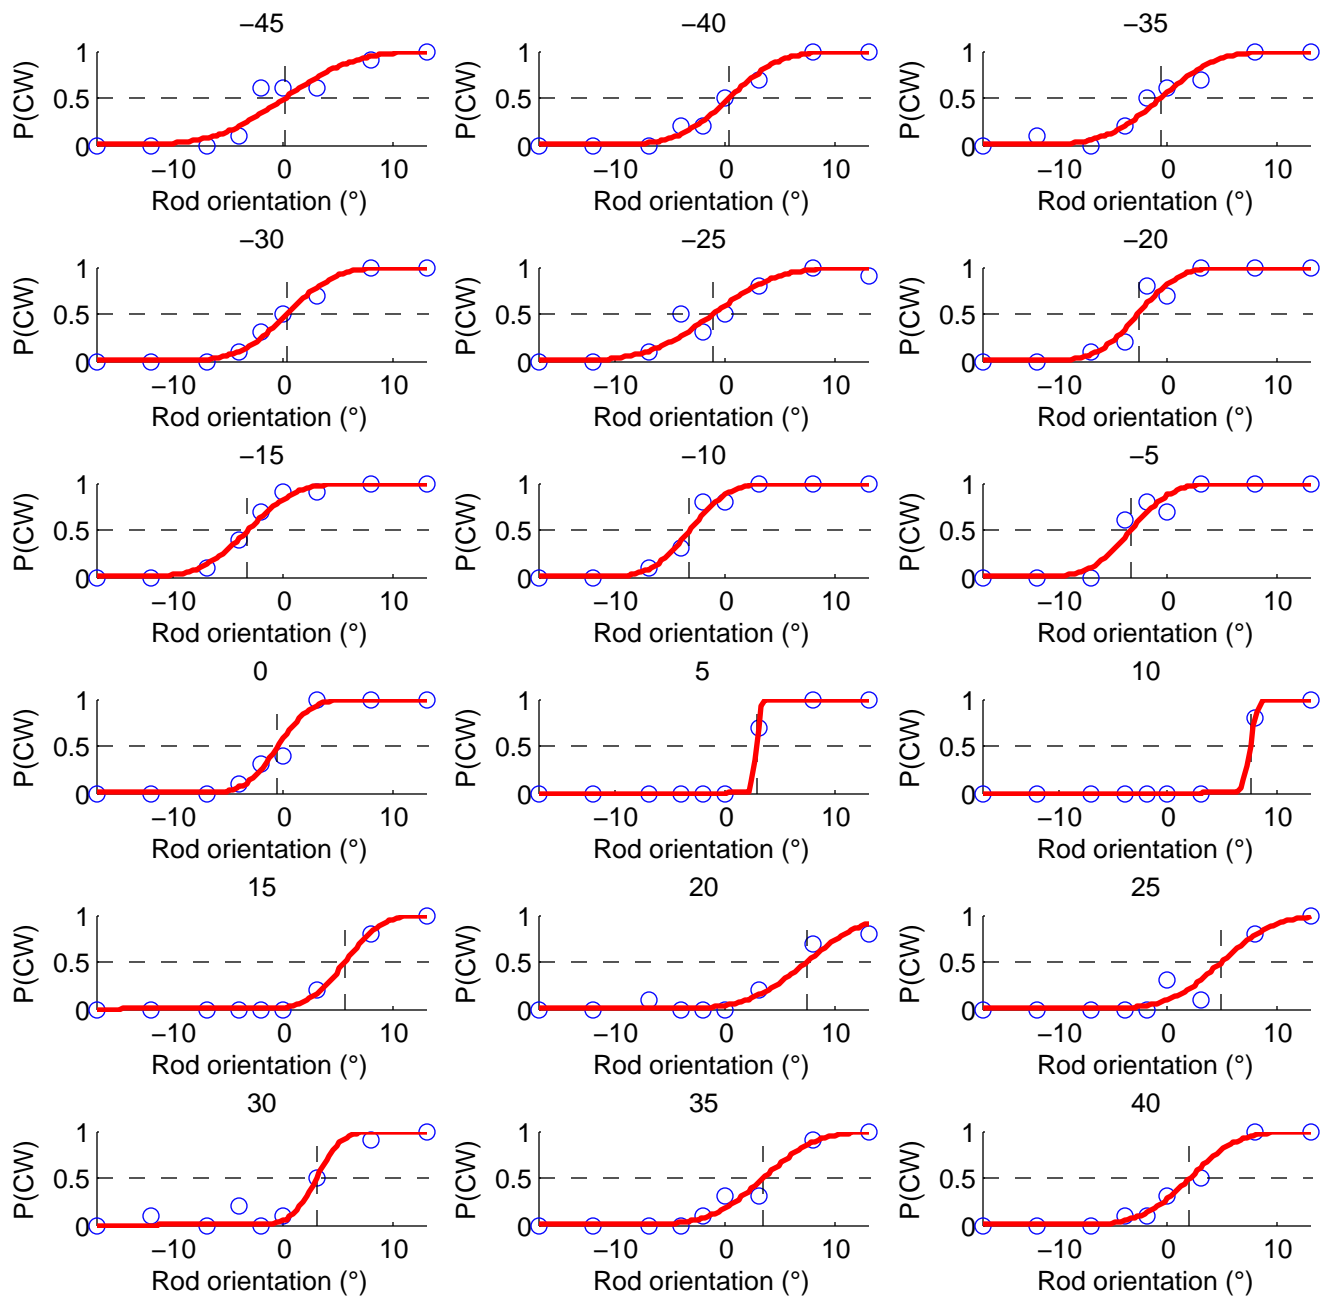 −45 −40 −35
1 1 1
P(CW) 0.5 P(CW) 0.5 P(CW) 0.5
0 0 0
−10 0 10 −10 0 10 −10 0 10
Rod orientation (°) Rod orientation (°) Rod orientation (°)
−30 −25 −20
1 1 1
P(CW) 0.5 P(CW) 0.5 P(CW) 0.5
0 0 0
−10 0 10 −10 0 10 −10 0 10
Rod orientation (°) Rod orientation (°) Rod orientation (°)
−15 −10 −5
1 1 1
P(CW) 0.5 P(CW) 0.5 P(CW) 0.5
0 0 0
−10 0 10 −10 0 10 −10 0 10
Rod orientation (°) Rod orientation (°) Rod orientation (°)
0 5 10
1 1 1
P(CW) 0.5 P(CW) 0.5 P(CW) 0.5
0 0 0
−10 0 10 −10 0 10 −10 0 10
Rod orientation (°) Rod orientation (°) Rod orientation (°)
15 20 25
1 1 1
P(CW) 0.5 P(CW) 0.5 P(CW) 0.5
0 0 0
−10 0 10 −10 0 10 −10 0 10
Rod orientation (°) Rod orientation (°) Rod orientation (°)
30 35 40
1 1 1
P(CW) 0.5 P(CW) 0.5 P(CW) 0.5
0 0 0
−10 0 10 −10 0 10 −10 0 10
Rod orientation (°) Rod orientation (°) Rod orientation (°)